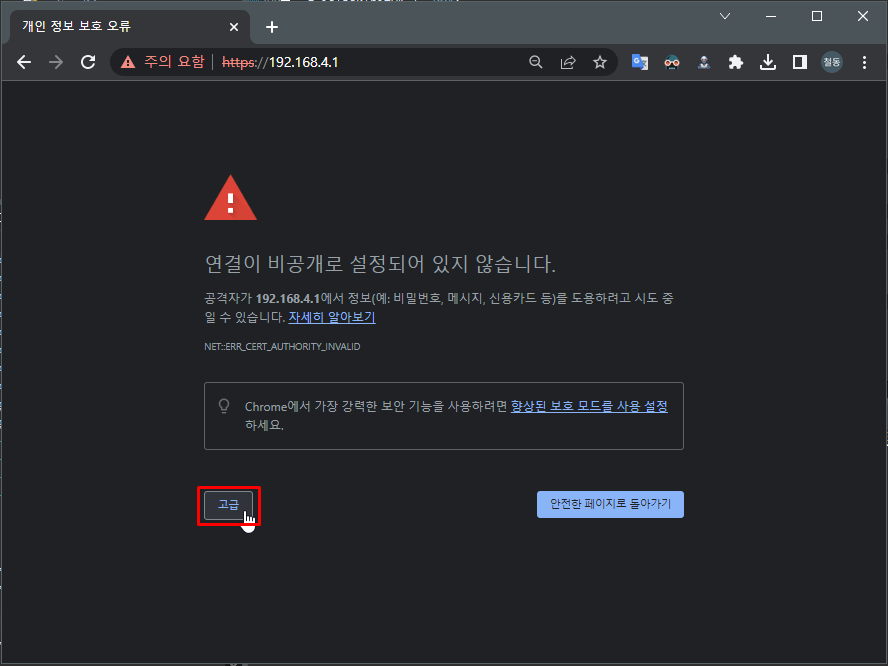 개인 정보 보호 오류
주의 요함 | https://192.168.4.1
철동
연결이 비공개로 설정되어 있지 않습니다.
공격자가 192.168.4.1에서 정보(예: 비밀번호, 메시지, 신용카드 등)를 도용하려고 시도 중
일 수 있습니다. 자세히 알아보기
NET::ERR_CERT_AUTHORITY_INVALID
Chrome에서 가장 강력한 보안 기능을 사용하려면 향상된 보호 모드를 사용 설정
하세요.
고급
안전한 페이지로 돌아가기